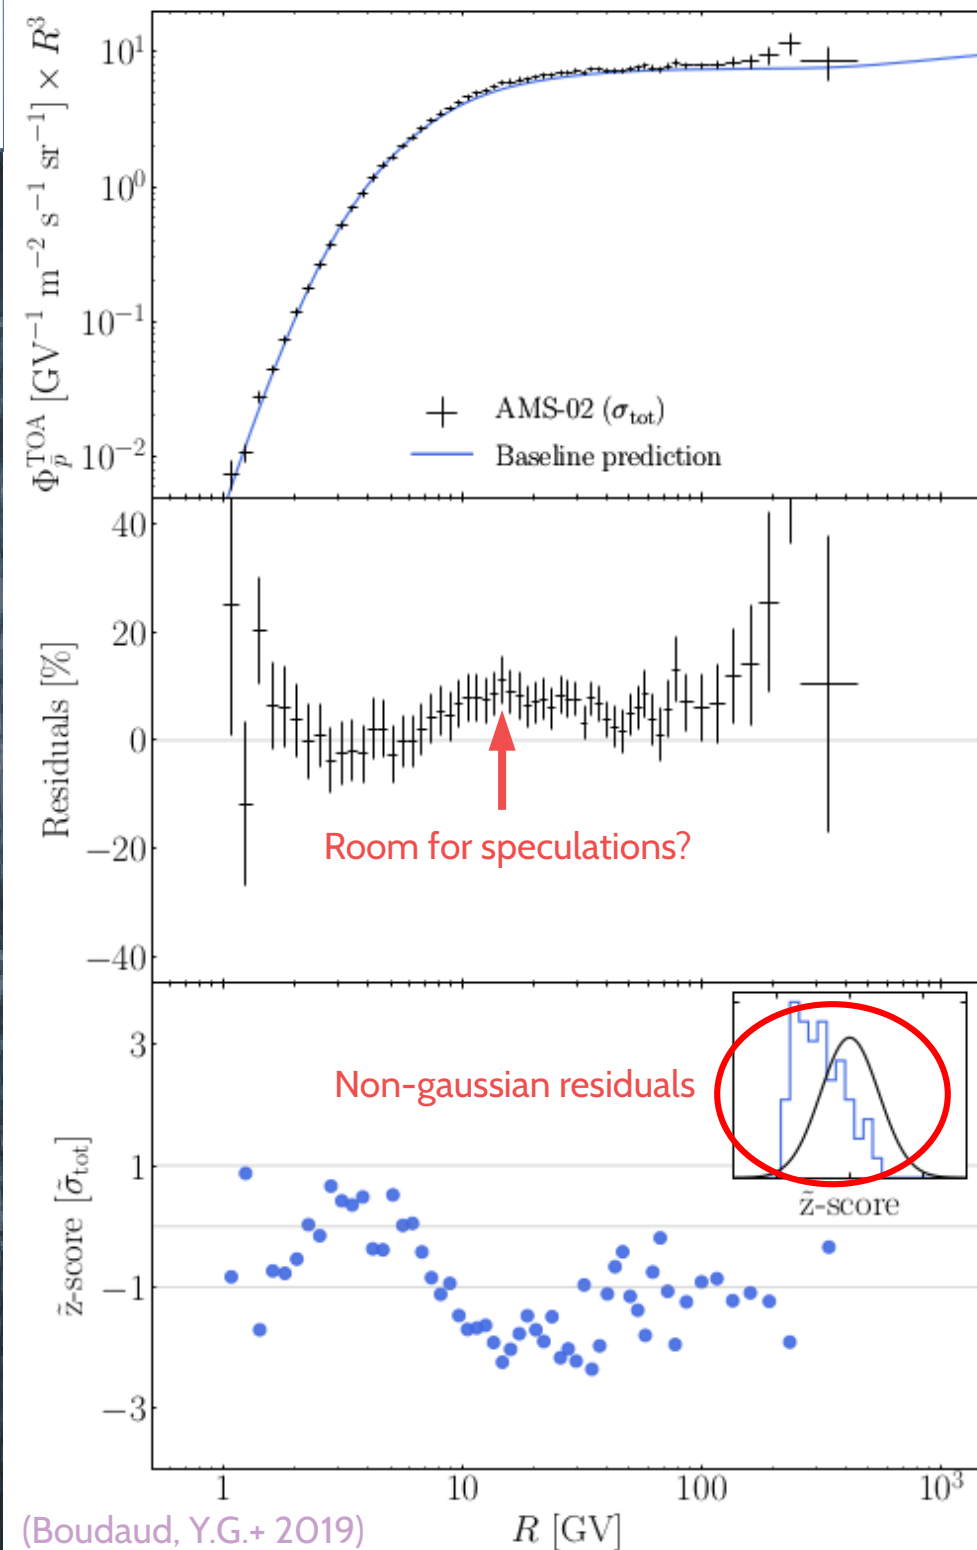 Φ_p̄^TOA [GV⁻¹ m⁻² s⁻¹ sr⁻¹] × R³
10¹
10⁰
10⁻¹
10⁻²
AMS-02 (σ_tot)
Baseline prediction
Residuals [%]
40
20
0
−20
−40
Room for speculations?
z̃-score [σ̃_tot]
3
1
−1
−3
Non-gaussian residuals
z̃-score
1
10
100
10³
R [GV]
(Boudaud, Y.G.+ 2019)